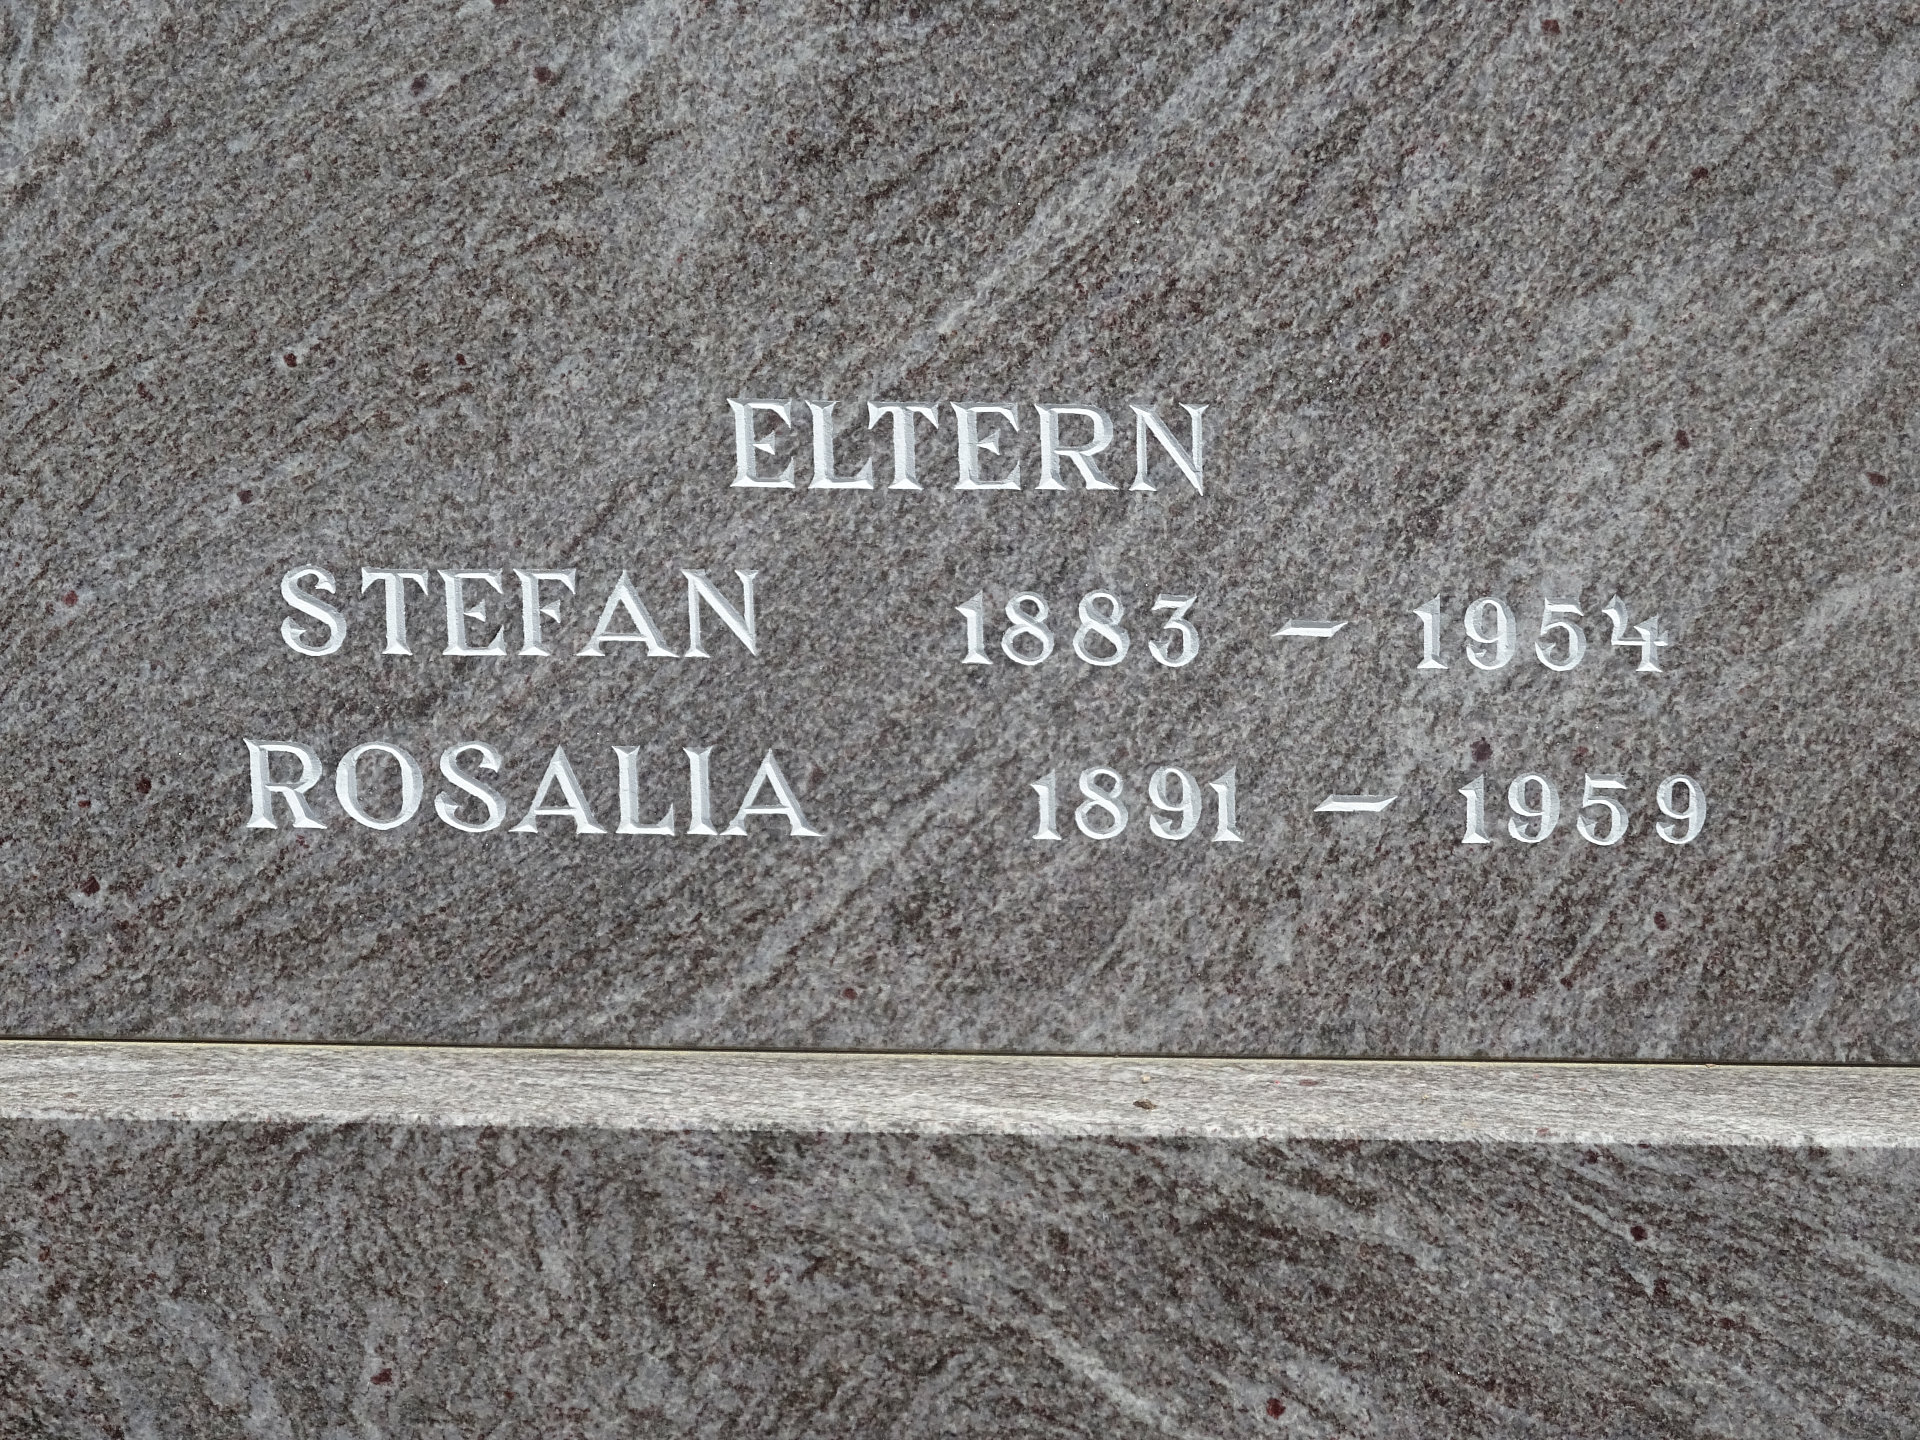 ELTERN
STEFAN 1883 - 1954
ROSALIA 1891 - 1959